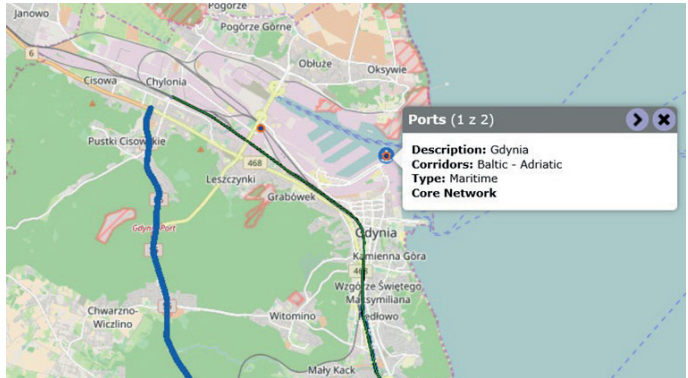 Pogórze
Janowo
Pogórze Górne
6
Obłuże
Oksywie
Cisowa
Chylonia
Ports (1 z 2)
Pustki Cisowskie
Description: Gdynia
Corridors: Baltic - Adriatic
Type: Maritime
Core Network
468
Leszczynki
Grabówek
Gdynia Port
Gdynia
Kamienna Góra
468
Wzgórze Świętego
Maksymiliana
Chwarzno-
Wiczlino
Witomino
Redłowo
Mały Kack